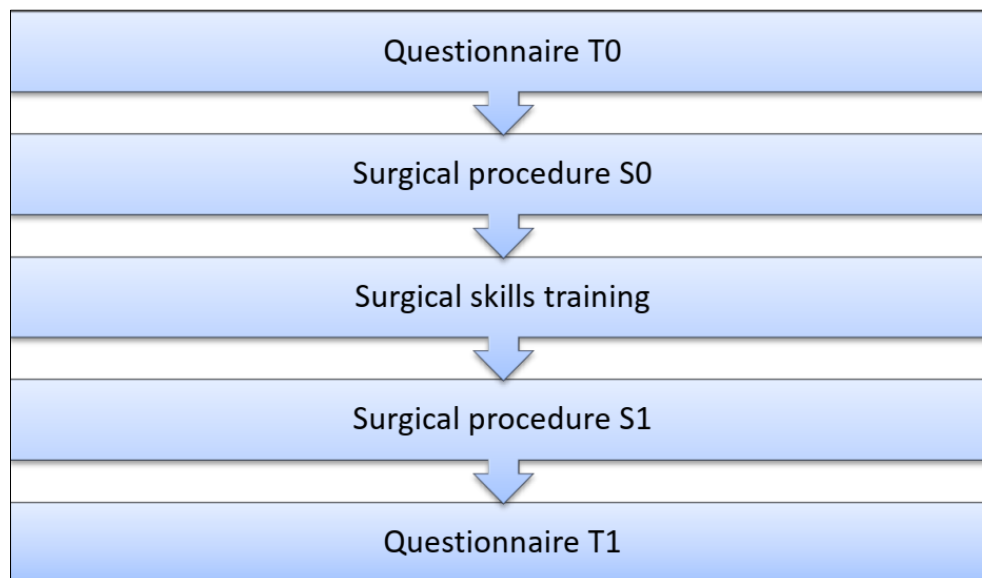 Questionnaire T0
Surgical procedure S0
Surgical skills training
Surgical procedure S1
Questionnaire T1